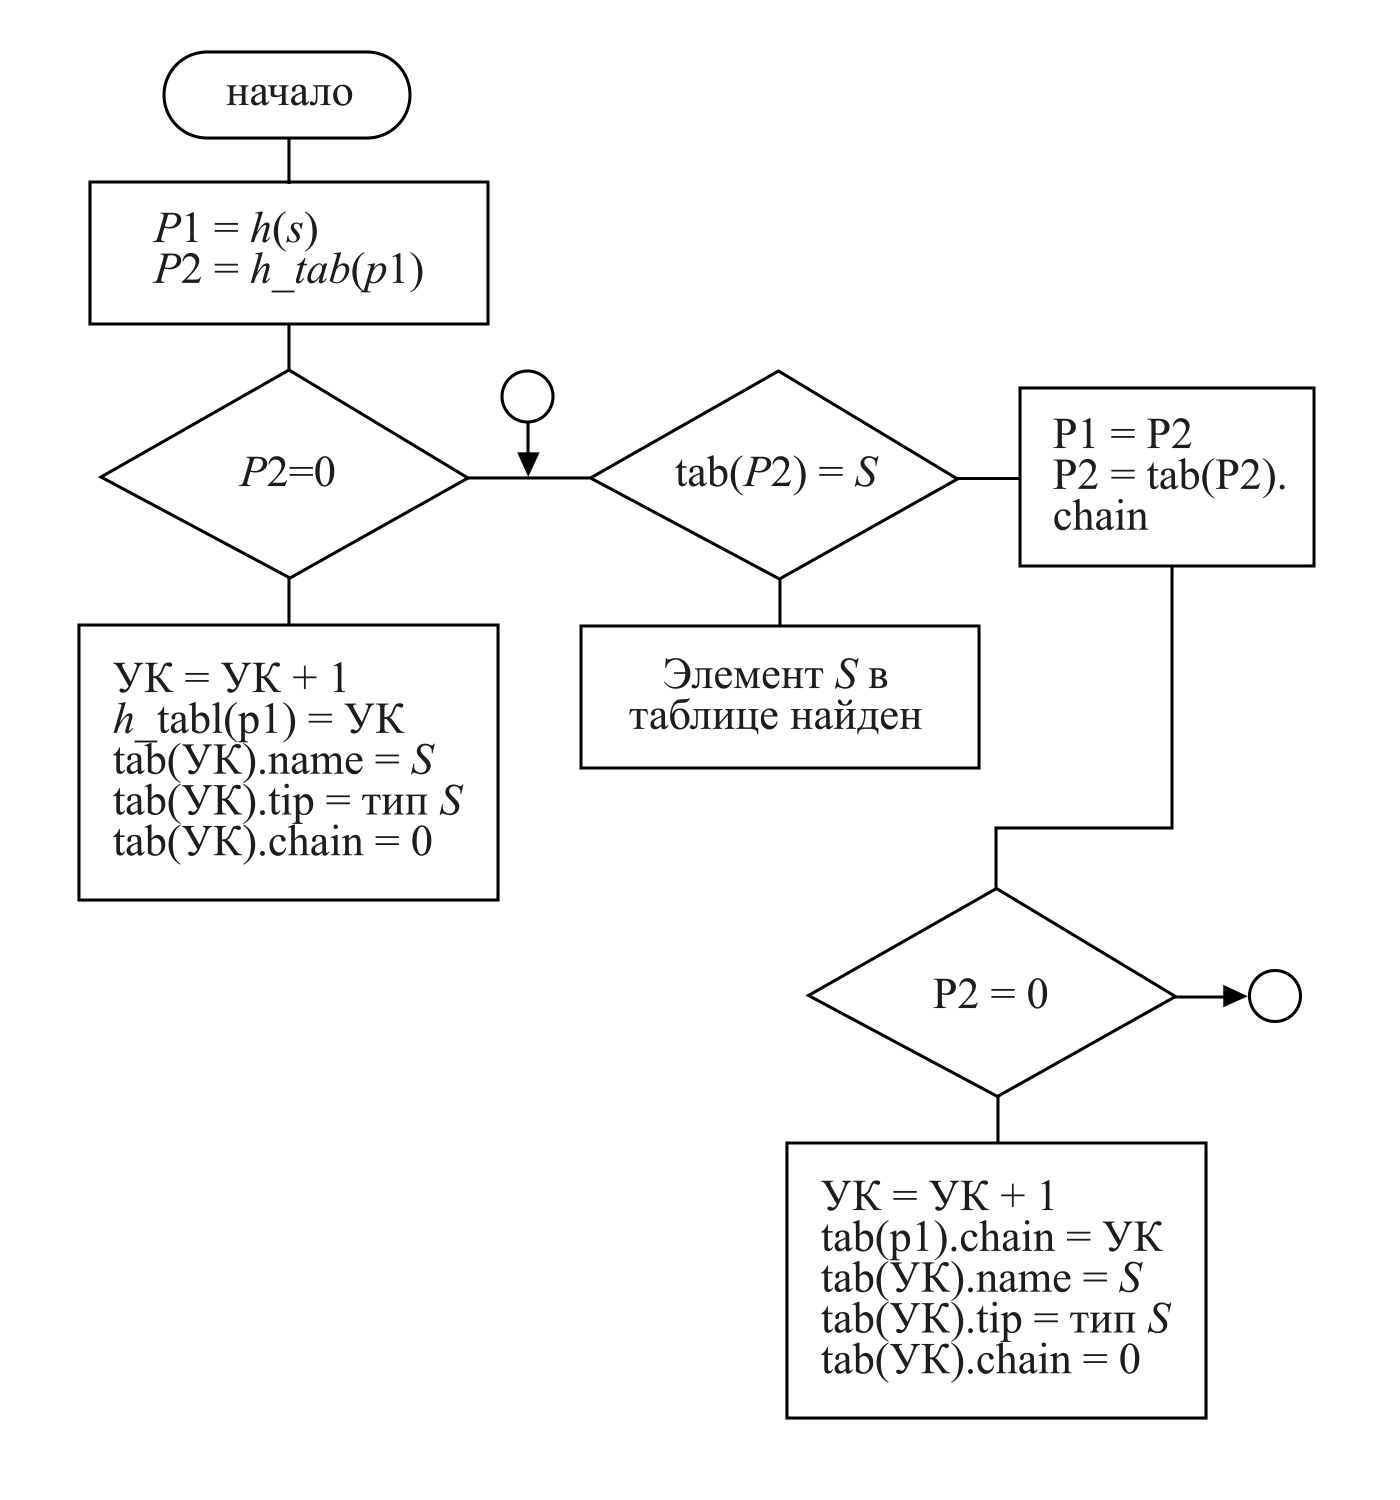 начало
P1 = h(s)
P2 = h_tab(p1)
P2=0
tab(P2) = S
P1 = P2
P2 = tab(P2).
chain
УК = УК + 1
h_tabl(p1) = УК
tab(УК).name = S
tab(УК).tip = тип S
tab(УК).chain = 0
Элемент S в
таблице найден
P2 = 0
УК = УК + 1
tab(p1).chain = УК
tab(УК).name = S
tab(УК).tip = тип S
tab(УК).chain = 0